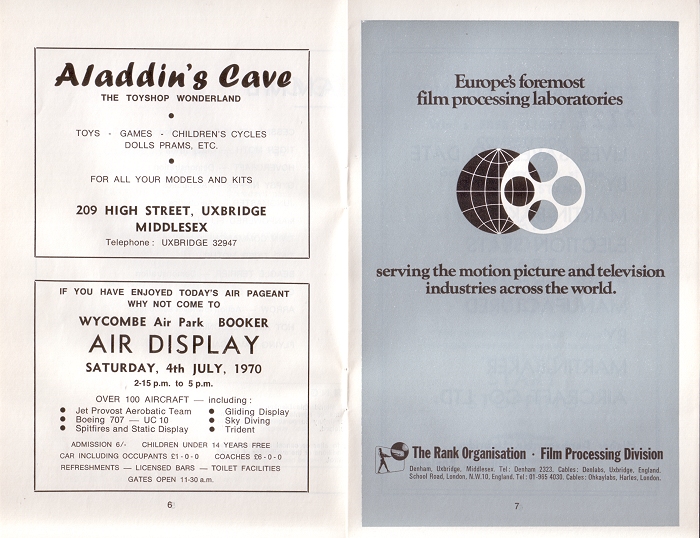 Aladdin's Cave
THE TOYSHOP WONDERLAND
TOYS - GAMES - CHILDREN'S CYCLES
DOLLS PRAMS, ETC.
FOR ALL YOUR MODELS AND KITS
209 HIGH STREET, UXBRIDGE
MIDDLESEX
Telephone : UXBRIDGE 32947
IF YOU HAVE ENJOYED TODAY'S AIR PAGEANT
WHY NOT COME TO
WYCOMBE Air Park BOOKER
AIR DISPLAY
SATURDAY, 4th JULY, 1970
2-15 p.m. to 5 p.m.
OVER 100 AIRCRAFT — including :
● Jet Provost Aerobatic Team ● Gliding Display
● Boeing 707 — UC 10 ● Sky Diving
● Spitfires and Static Display ● Trident
ADMISSION 6/- CHILDREN UNDER 14 YEARS FREE
CAR INCLUDING OCCUPANTS £1-0-0 COACHES £6-0-0
REFRESHMENTS — LICENSED BARS — TOILET FACILITIES
GATES OPEN 11-30 a.m.
6
Europe's foremost
film processing laboratories
serving the motion picture and television
industries across the world.
The Rank Organisation · Film Processing Division
Denham, Uxbridge, Middlesex. Tel: Denham 2323. Cables: Denlabs, Uxbridge, England.
School Road, London, N.W.10, England. Tel: 01-965 4030. Cables: Ohkaylabs, Harles, London.
7